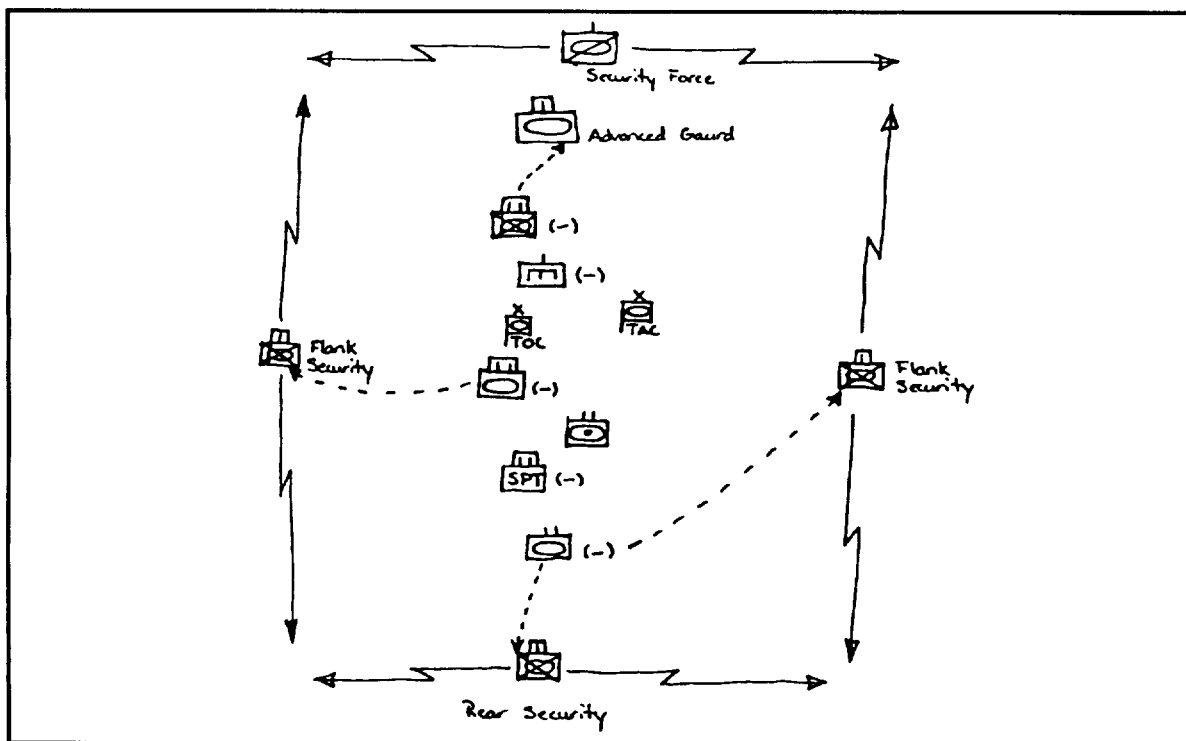 Security Force
Advanced Gaurd
(-)
(-)
X
TOC
X
TAC
Flank
Security
(-)
Flank
Security
SPT (-)
(-)
Rear Security